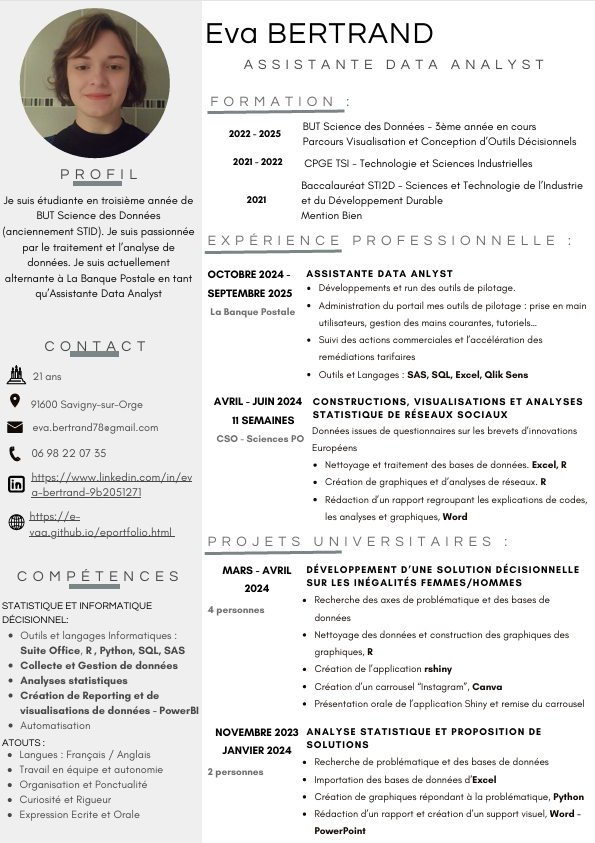 Eva BERTRAND
ASSISTANTE DATA ANALYST
PROFIL
Je suis étudiante en troisième année de
BUT Science des Données
(anciennement STID). Je suis passionnée
par le traitement et l'analyse de
données. Je suis actuellement
alternante à La Banque Postale en tant
qu'Assistante Data Analyst
CONTACT
21 ans
91600 Savigny-sur-Orge
eva.bertrand78@gmail.com
06 98 22 07 35
https://www.linkedin.com/in/ev
a-bertrand-9b2051271
https://e-
vaa.github.io/eportfolio.html
COMPÉTENCES
STATISTIQUE ET INFORMATIQUE
DÉCISIONNEL:
• Outils et langages Informatiques :
Suite Office, R , Python, SQL, SAS
• Collecte et Gestion de données
• Analyses statistiques
• Création de Reporting et de
visualisations de données - PowerBI
• Automatisation
ATOUTS :
• Langues : Français / Anglais
• Travail en équipe et autonomie
• Organisation et Ponctualité
• Curiosité et Rigueur
• Expression Ecrite et Orale
FORMATION :
2022 - 2025
BUT Science des Données - 3ème année en cours
Parcours Visualisation et Conception d'Outils Décisionnels
2021 - 2022
CPGE TSI - Technologie et Sciences Industrielles
2021
Baccalauréat STI2D - Sciences et Technologie de l'Industrie
et du Développement Durable
Mention Bien
EXPÉRIENCE PROFESSIONNELLE :
OCTOBRE 2024 -
SEPTEMBRE 2025
La Banque Postale
ASSISTANTE DATA ANLYST
• Développements et run des outils de pilotage.
• Administration du portail mes outils de pilotage : prise en main
utilisateurs, gestion des mains courantes, tutoriels…
• Suivi des actions commerciales et l'accélération des
remédiations tarifaires
• Outils et Langages : SAS, SQL, Excel, Qlik Sens
AVRIL - JUIN 2024
11 SEMAINES
CSO - Sciences PO
CONSTRUCTIONS, VISUALISATIONS ET ANALYSES
STATISTIQUE DE RÉSEAUX SOCIAUX
Données issues de questionnaires sur les brevets d'innovations
Européens
• Nettoyage et traitement des bases de données. Excel, R
• Création de graphiques et d'analyses de réseaux. R
• Rédaction d'un rapport regroupant les explications de codes,
les analyses et graphiques, Word
PROJETS UNIVERSITAIRES :
MARS - AVRIL
2024
4 personnes
DÉVELOPPEMENT D'UNE SOLUTION DÉCISIONNELLE
SUR LES INÉGALITÉS FEMMES/HOMMES
• Recherche des axes de problématique et des bases de
données
• Nettoyage des données et construction des graphiques des
graphiques, R
• Création de l'application rshiny
• Création d'un carrousel "Instagram", Canva
• Présentation orale de l'application Shiny et remise du carrousel
NOVEMBRE 2023
JANVIER 2024
2 personnes
ANALYSE STATISTIQUE ET PROPOSITION DE
SOLUTIONS
• Recherche de problématique et des bases de données
• Importation des bases de données d'Excel
• Création de graphiques répondant à la problématique, Python
• Rédaction d'un rapport et création d'un support visuel, Word -
PowerPoint